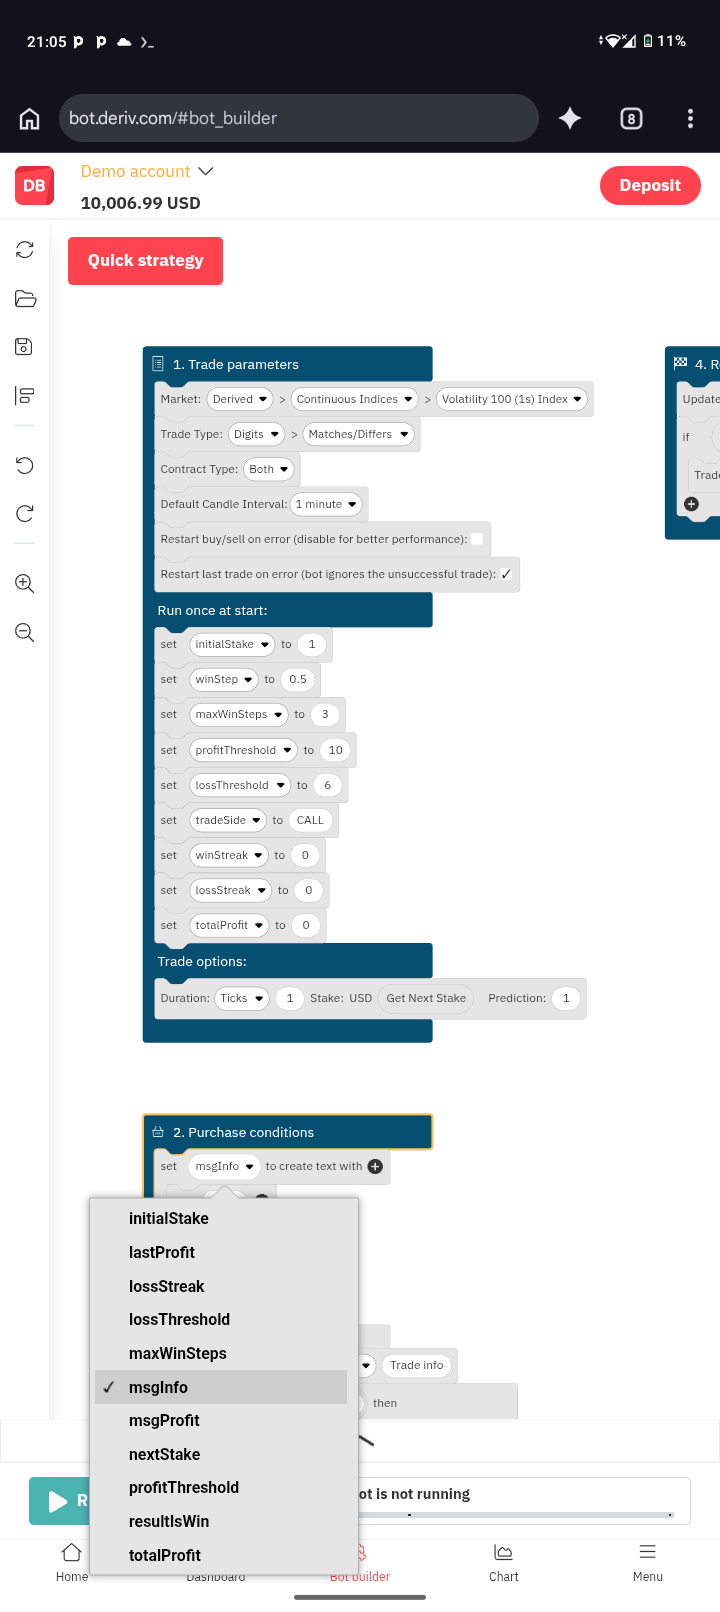 21:05
11%
bot.deriv.com/#bot_builder
8
DB
Demo account
10,006.99 USD
Deposit
Quick strategy
1. Trade parameters
Market: Derived > Continuous Indices > Volatility 100 (1s) Index
Trade Type: Digits > Matches/Differs
Contract Type: Both
Default Candle Interval: 1 minute
Restart buy/sell on error (disable for better performance):
Restart last trade on error (bot ignores the unsuccessful trade): ✓
Run once at start:
set initialStake to 1
set winStep to 0.5
set maxWinSteps to 3
set profitThreshold to 10
set lossThreshold to 6
set tradeSide to CALL
set winStreak to 0
set lossStreak to 0
set totalProfit to 0
Trade options:
Duration: Ticks 1 Stake: USD Get Next Stake Prediction: 1
4. R
Update
if
Trade
2. Purchase conditions
set msgInfo to create text with
initialStake
lastProfit
lossStreak
lossThreshold
maxWinSteps
✓ msgInfo
msgProfit
nextStake
profitThreshold
resultIsWin
totalProfit
Trade info
then
R
ot is not running
Home
Dashboard
Bot builder
Chart
Menu